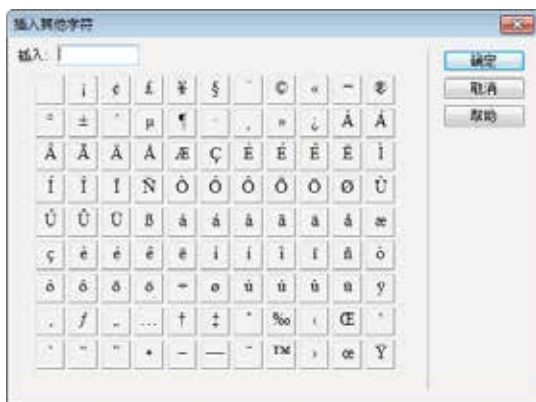 插入其他字符
插入:
确定
取消
帮助
¡ ¢ £ ¥ § ¨ © « ¬ ®
° ± ´ µ ¶ · ¸ » ¿ À Á
Â Ã Ä Å Æ Ç È É Ê Ë Ì
Í Î Ï Ñ Ò Ó Ô Õ Ö Ø Ù
Ú Û Ü ß à á â ã ä å æ
ç è é ê ë ì í î ï ñ ò
ó ô õ ö ÷ ø ù ú û ü ÿ
‚ ƒ „ … † ‡ ˆ ‰ ‹ Œ ‘
’ “ ” • – — ˜ ™ › œ Ÿ